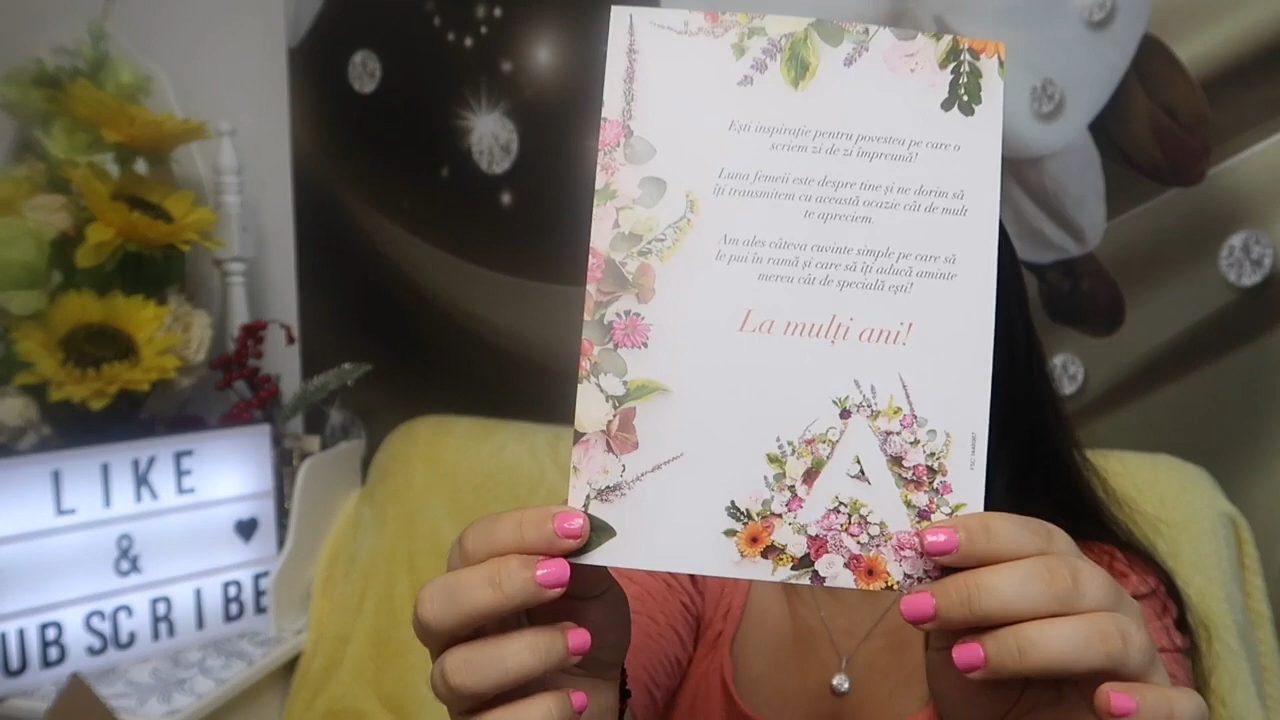 Ești inspirație pentru povestea pe care o
scriem zi de zi împreună!
Luna femeii este despre tine și ne dorim să
îți transmitem cu această ocazie cât de mult
te apreciem.
Am ales câteva cuvinte simple pe care să
le pui în ramă și care să îți aducă aminte
mereu cât de specială ești!
La mulți ani!
A
LIKE
&
UBSCRIBE